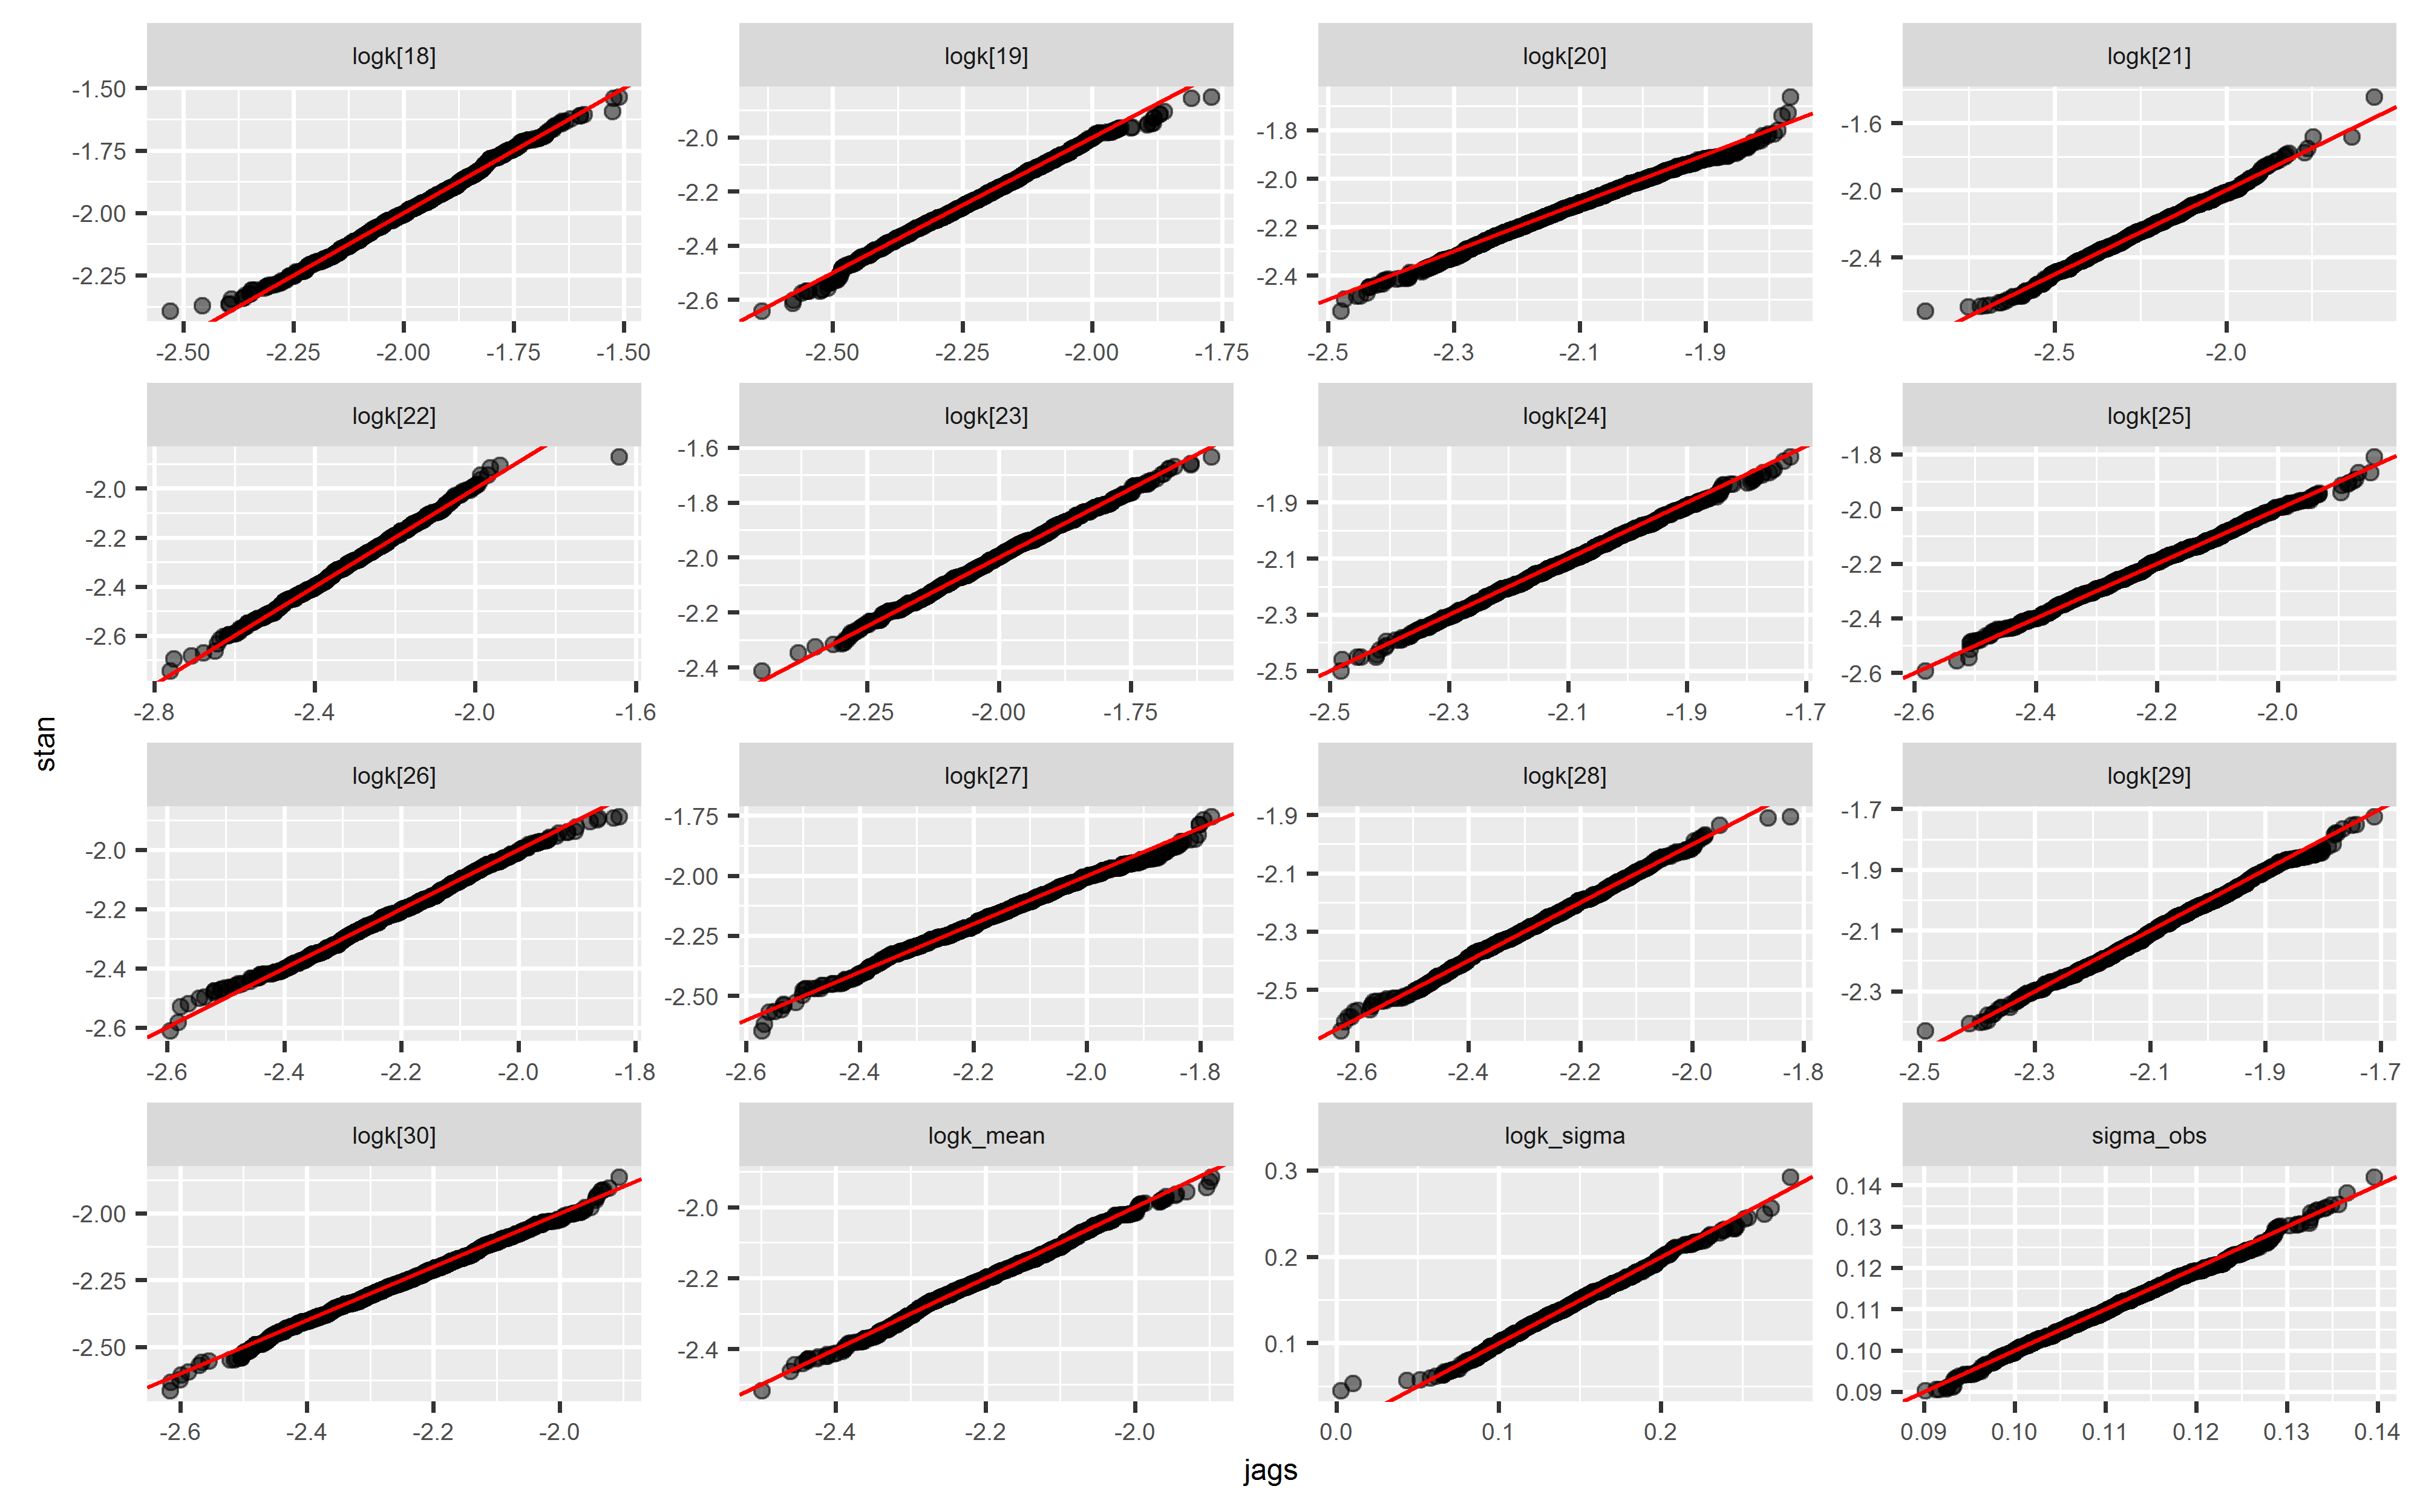 logk[18] logk[19] logk[20] logk[21]
-1.50 -1.75 -2.00 -2.25
-2.0 -2.2 -2.4 -2.6
-1.8 -2.0 -2.2 -2.4
-1.6 -2.0 -2.4
-2.50 -2.25 -2.00 -1.75 -1.50
-2.50 -2.25 -2.00 -1.75
-2.5 -2.3 -2.1 -1.9
-2.5 -2.0
logk[22] logk[23] logk[24] logk[25]
-2.0 -2.2 -2.4 -2.6
-1.6 -1.8 -2.0 -2.2 -2.4
-1.9 -2.1 -2.3 -2.5
-1.8 -2.0 -2.2 -2.4 -2.6
-2.8 -2.4 -2.0 -1.6
-2.25 -2.00 -1.75
-2.5 -2.3 -2.1 -1.9 -1.7
-2.6 -2.4 -2.2 -2.0
stan
logk[26] logk[27] logk[28] logk[29]
-2.0 -2.2 -2.4 -2.6
-1.75 -2.00 -2.25 -2.50
-1.9 -2.1 -2.3 -2.5
-1.7 -1.9 -2.1 -2.3
-2.6 -2.4 -2.2 -2.0 -1.8
-2.6 -2.4 -2.2 -2.0 -1.8
-2.6 -2.4 -2.2 -2.0 -1.8
-2.5 -2.3 -2.1 -1.9 -1.7
logk[30] logk_mean logk_sigma sigma_obs
-2.00 -2.25 -2.50
-2.0 -2.2 -2.4
0.3 0.2 0.1
0.14 0.13 0.12 0.11 0.10 0.09
-2.6 -2.4 -2.2 -2.0
-2.4 -2.2 -2.0
0.0 0.1 0.2
0.09 0.10 0.11 0.12 0.13 0.14
jags